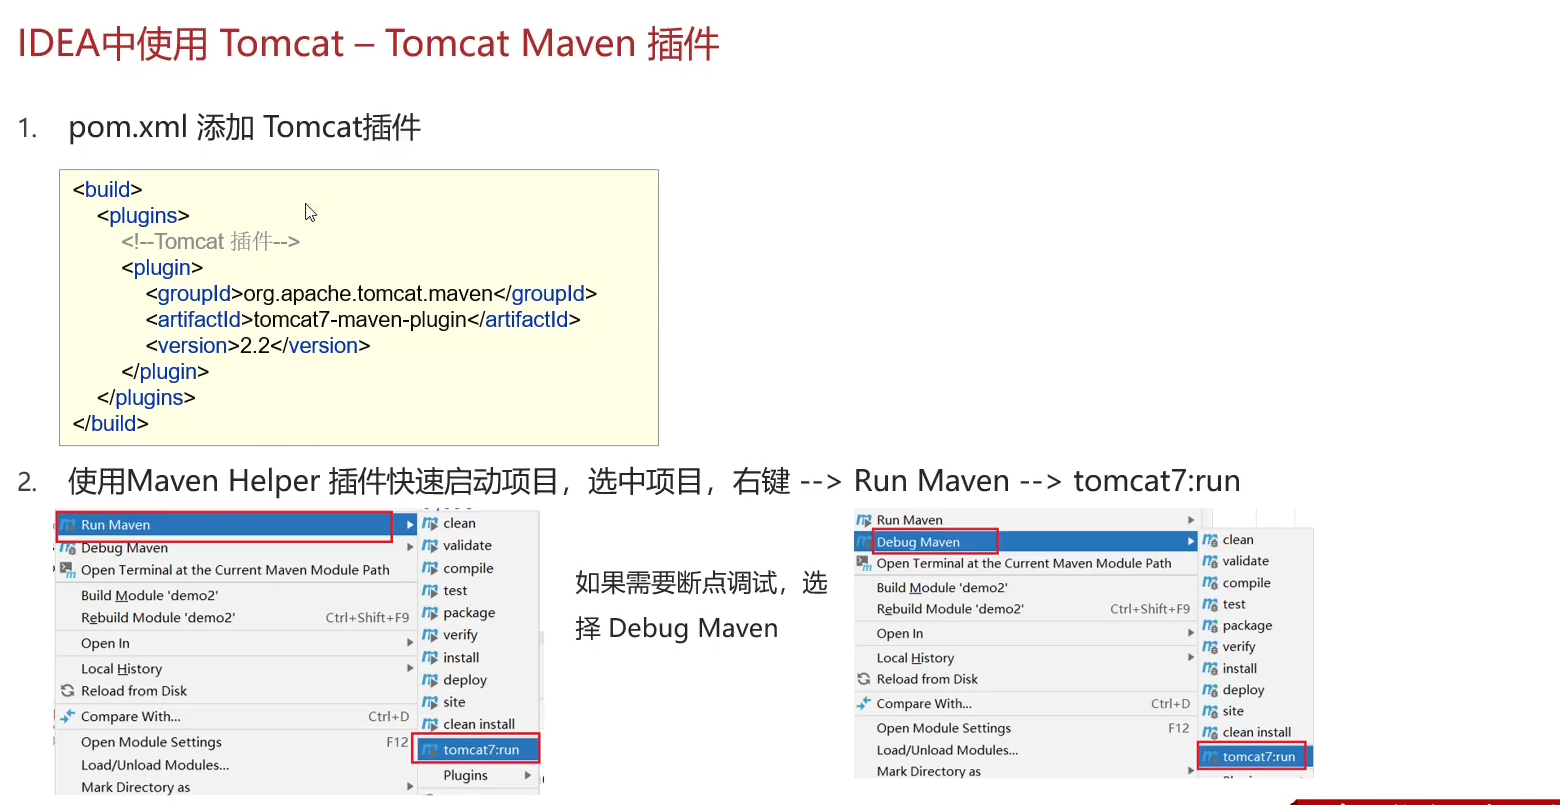 IDEA中使用 Tomcat – Tomcat Maven 插件
1. pom.xml 添加 Tomcat插件
<build>
<plugins>
<!--Tomcat 插件-->
<plugin>
<groupId>org.apache.tomcat.maven</groupId>
<artifactId>tomcat7-maven-plugin</artifactId>
<version>2.2</version>
</plugin>
</plugins>
</build>
2. 使用Maven Helper 插件快速启动项目，选中项目，右键 --> Run Maven --> tomcat7:run
Run Maven
Debug Maven
Open Terminal at the Current Maven Module Path
Build Module 'demo2'
Rebuild Module 'demo2' Ctrl+Shift+F9
Open In
Local History
Reload from Disk
Compare With... Ctrl+D
Open Module Settings F12
Load/Unload Modules...
Mark Directory as
clean
validate
compile
test
package
verify
install
deploy
site
clean install
tomcat7:run
Plugins
如果需要断点调试，选
择 Debug Maven
Run Maven
Debug Maven
Open Terminal at the Current Maven Module Path
Build Module 'demo2'
Rebuild Module 'demo2' Ctrl+Shift+F9
Open In
Local History
Reload from Disk
Compare With... Ctrl+D
Open Module Settings F12
Load/Unload Modules...
Mark Directory as
clean
validate
compile
test
package
verify
install
deploy
site
clean install
tomcat7:run